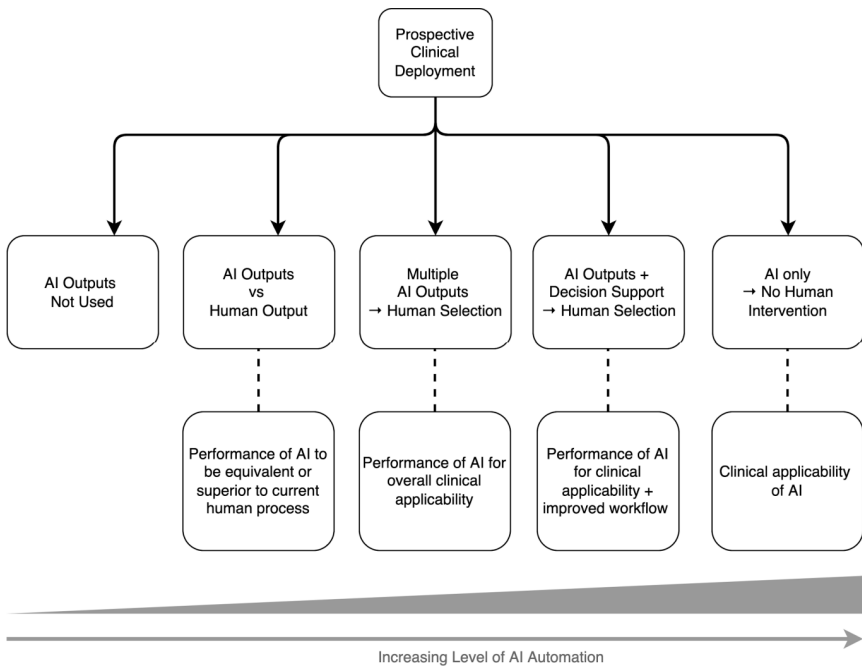 Prospective
Clinical
Deployment
AI Outputs
Not Used
AI Outputs
vs
Human Output
Multiple
AI Outputs
→ Human Selection
AI Outputs +
Decision Support
→ Human Selection
AI only
→ No Human
Intervention
Performance of AI to
be equivalent or
superior to current
human process
Performance of AI for
overall clinical
applicability
Performance of AI
for clinical
applicability +
improved workflow
Clinical applicability
of AI
Increasing Level of AI Automation